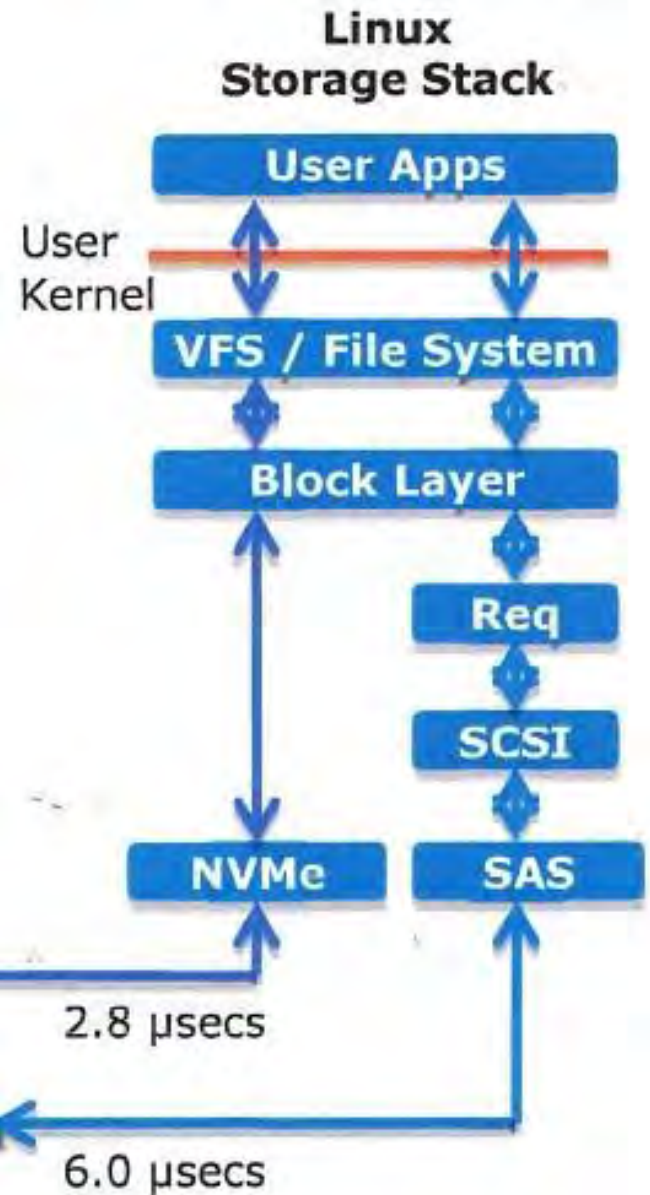 Linux
Storage Stack
User Apps
User
Kernel
VFS / File System
Block Layer
Req
SCSI
NVMe
SAS
2.8 µsecs
6.0 µsecs